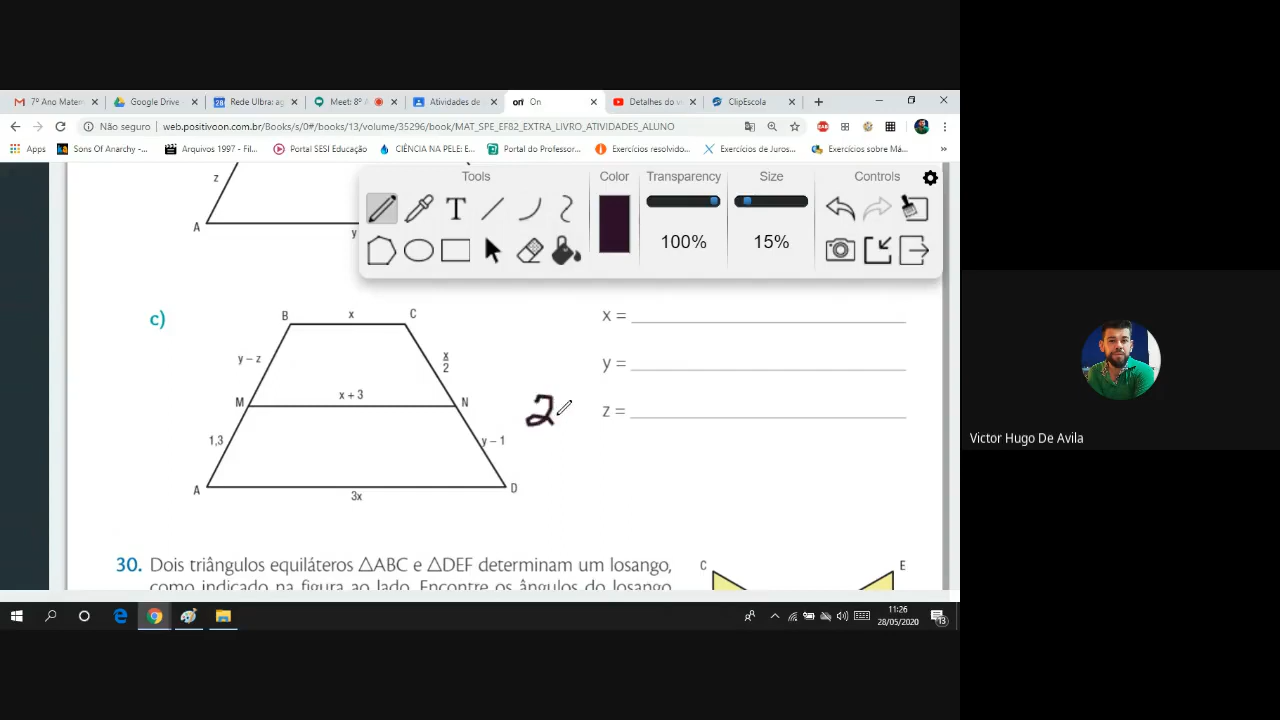 7º Ano Matem
Google Drive
28 Rede Ulbra: ag
Meet: 8º A
Atividades de
on On
Detalhes do v
ClipEscola
Não seguro
web.positivoon.com.br/Books/s/0#/books/13/volume/35296/book/MAT_SPE_EF82_EXTRA_LIVRO_ATIVIDADES_ALUNO
Apps
Sons Of Anarchy -...
Arquivos 1997 - Fil...
Portal SESI Educação
CIÊNCIA NA PELE: E...
Portal do Professor...
Exercícios resolvido...
Exercícios de Juros...
Exercícios sobre Má...
»
Tools
Color
Transparency
Size
Controls
T
100%
15%
z
A
y
c)
B
x
C
y – z
x
2
M
x + 3
N
1,3
y – 1
A
3x
D
2
x =
y =
z =
30. Dois triângulos equiláteros △ABC e △DEF determinam um losango,
como indicado na figura ao lado. Encontre os ângulos do losango
C
E
11:26
28/05/2020
13
Victor Hugo De Avila